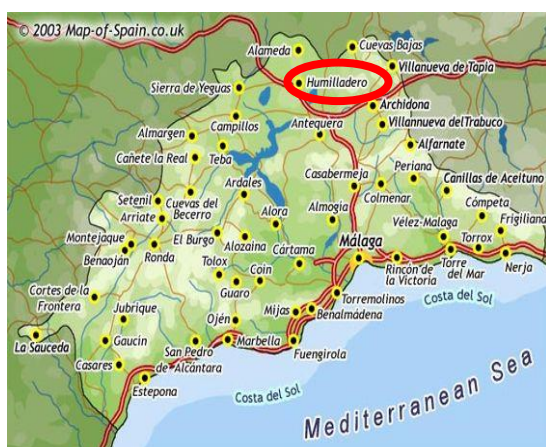 © 2003 Map-of-Spain.co.uk
Alameda
Cuevas Bajas
Villanueva de Tapia
Humilladero
Sierra de Yeguas
Archidona
Campillos
Antequera
Villannueva delTrabuco
Almargen
Teba
Alfarnate
Cañete la Real
Periana
Ardales
Casabermeja
Canillas de Aceituno
Setenil
Cuevas del
Becerro
Colmenar
Arriate
Alora
Almogia
Cómpeta
Frigiliana
Montejaque
El Burgo
Alozaina
Vélez-Malaga
Torrox
Benaoján
Ronda
Cártama
Málaga
Tolox
Coin
Rincón de
la Victoria
Torre
del Mar
Nerja
Guaro
Cortes de la
Frontera
Torremolinos
Costa del Sol
Jubrique
Mijas
Benalmádena
Ojén
La Sauceda
Gaucin
San Pedro
de Alcántara
Marbella
Fuengirola
Casares
Estepona
Costa del Sol
Mediterranean Sea